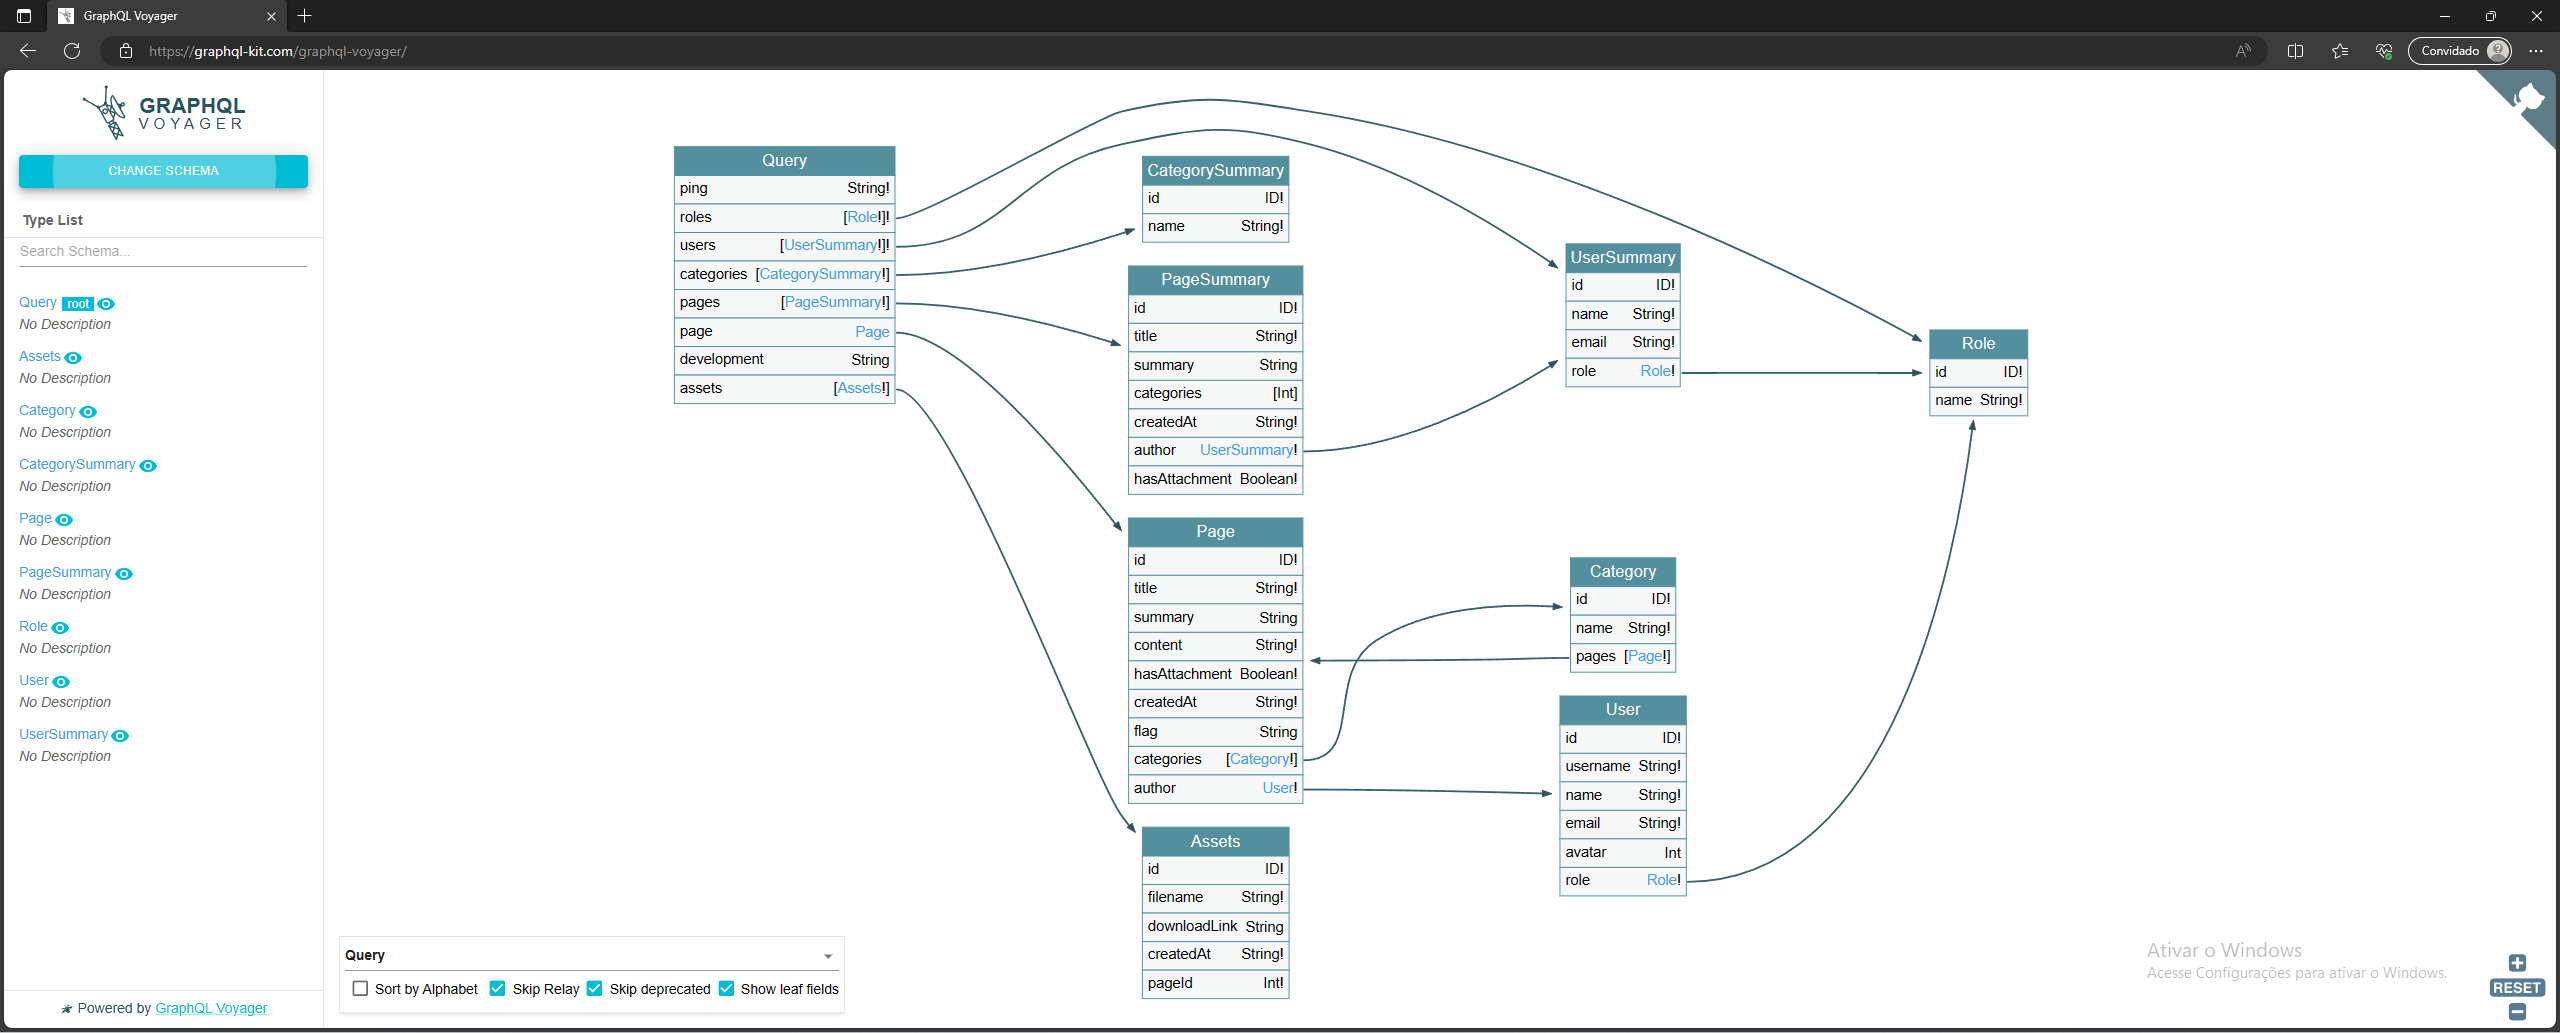 GraphQL Voyager
https://graphql-kit.com/graphql-voyager/
Convidado
GRAPHQL
VOYAGER
CHANGE SCHEMA
Type List
Search Schema...
Query root
No Description
Assets
No Description
Category
No Description
CategorySummary
No Description
Page
No Description
PageSummary
No Description
Role
No Description
User
No Description
UserSummary
No Description
Powered by GraphQL Voyager
Query
ping String!
roles [Role!]!
users [UserSummary!]!
categories [CategorySummary!]
pages [PageSummary!]
page Page
development String
assets [Assets!]
CategorySummary
id ID!
name String!
PageSummary
id ID!
title String!
summary String
categories [Int]
createdAt String!
author UserSummary!
hasAttachment Boolean!
Page
id ID!
title String!
summary String
content String!
hasAttachment Boolean!
createdAt String!
flag String
categories [Category!]
author User!
Assets
id ID!
filename String!
downloadLink String
createdAt String!
pageId Int!
UserSummary
id ID!
name String!
email String!
role Role!
Category
id ID!
name String!
pages [Page!]
User
id ID!
username String!
name String!
email String!
avatar Int
role Role!
Role
id ID!
name String!
Query
Sort by Alphabet Skip Relay Skip deprecated Show leaf fields
Ativar o Windows
Acesse Configurações para ativar o Windows.
RESET